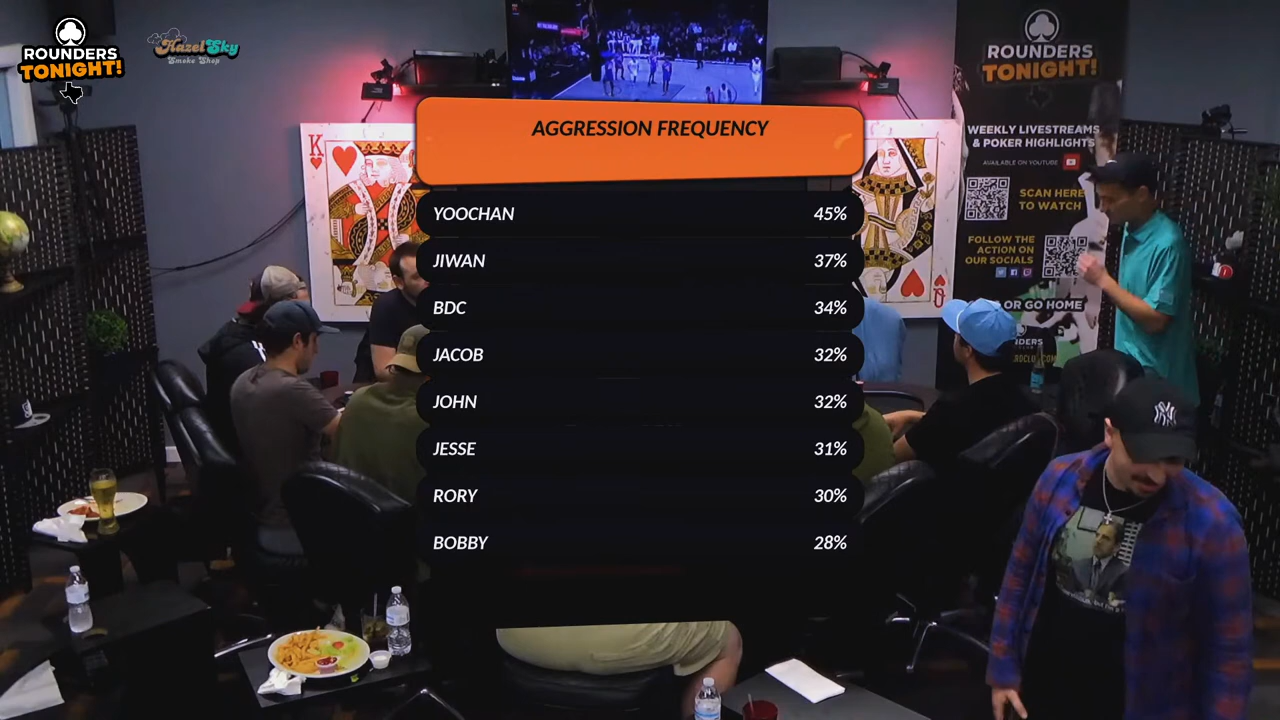 ROUNDERS
TONIGHT!
HazelSky
Smoke Shop
AGGRESSION FREQUENCY
YOOCHAN 45%
JIWAN 37%
BDC 34%
JACOB 32%
JOHN 32%
JESSE 31%
RORY 30%
BOBBY 28%
K
Q
ROUNDERS
TONIGHT!
WEEKLY LIVESTREAMS
& POKER HIGHLIGHTS
AVAILABLE ON YOUTUBE
SCAN HERE
TO WATCH
FOLLOW THE
ACTION ON
OUR SOCIALS
OR GO HOME
NY